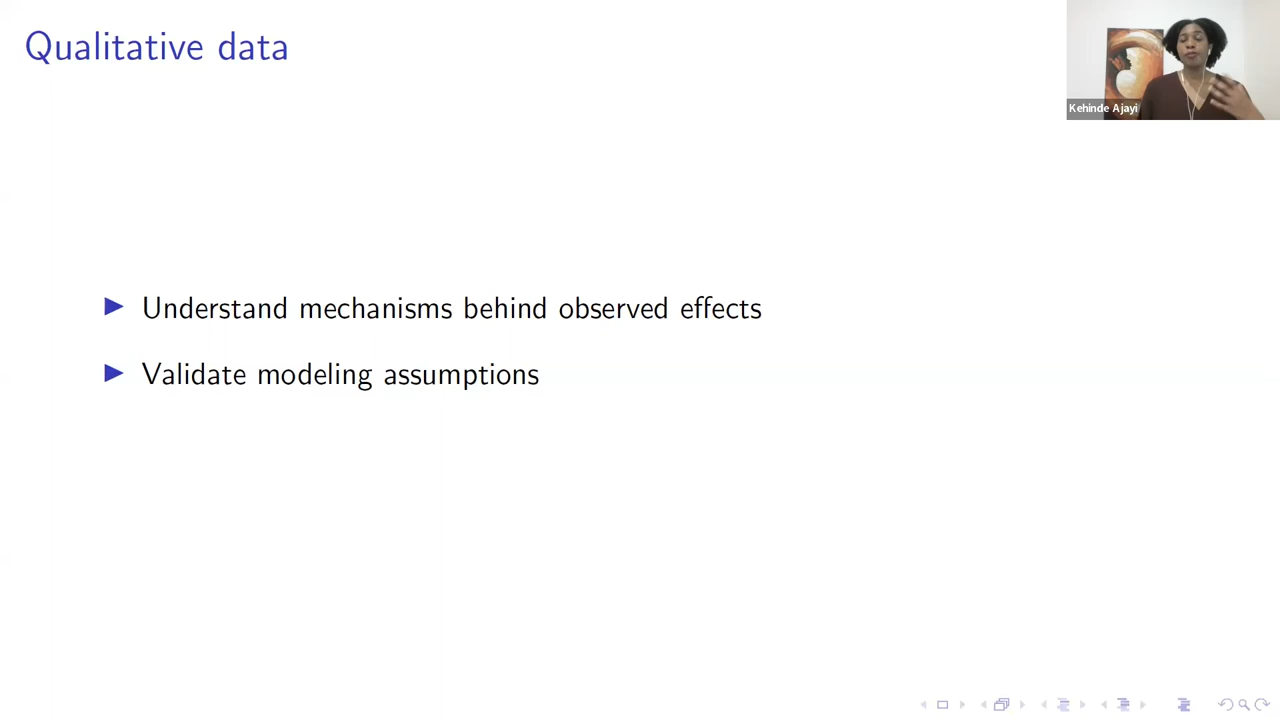 Qualitative data
Kehinde Ajayi
Understand mechanisms behind observed effects
Validate modeling assumptions